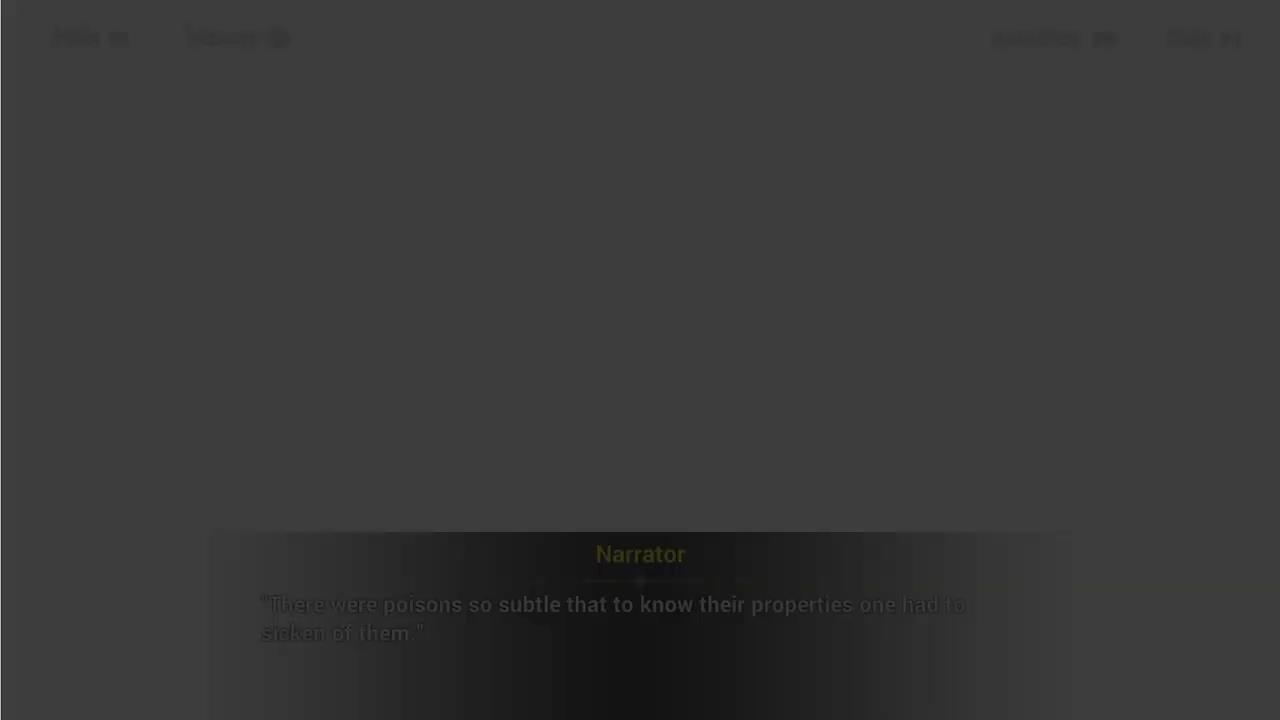 Narrator
"There were poisons so subtle that to know their properties one had to
sicken of them."